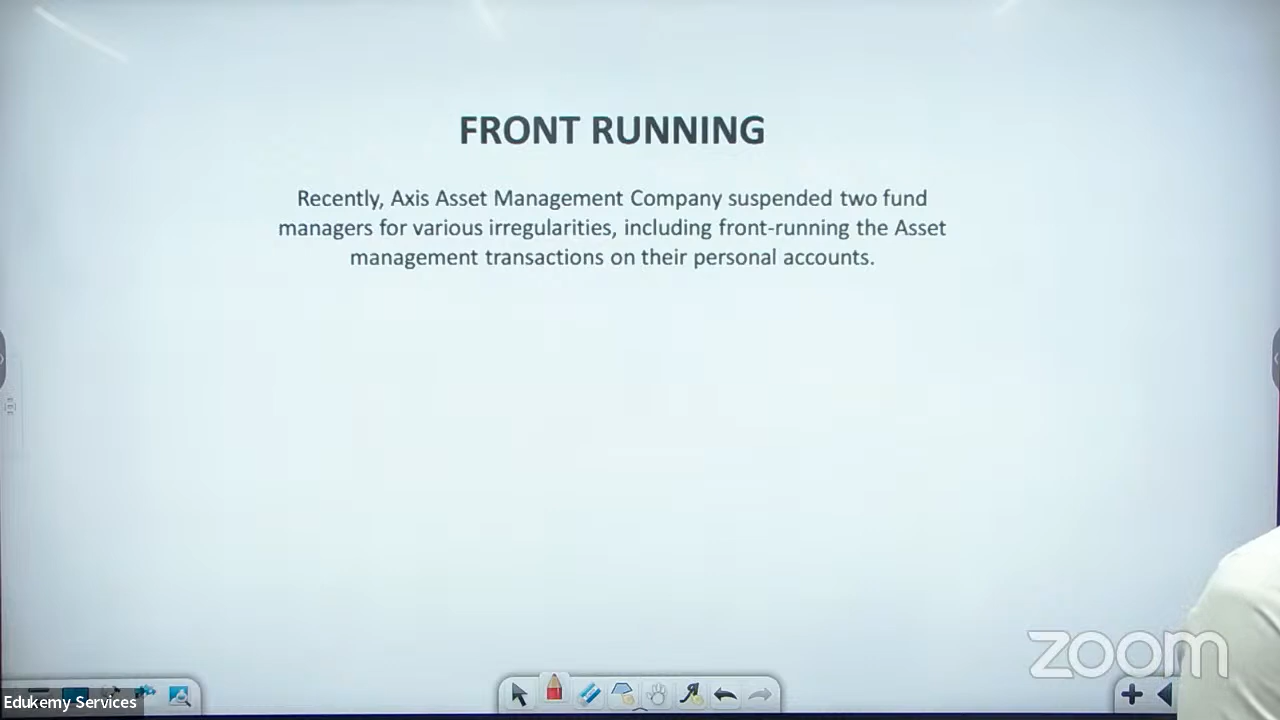 FRONT RUNNING
Recently, Axis Asset Management Company suspended two fund
managers for various irregularities, including front-running the Asset
management transactions on their personal accounts.
zoom
Edukemy Services